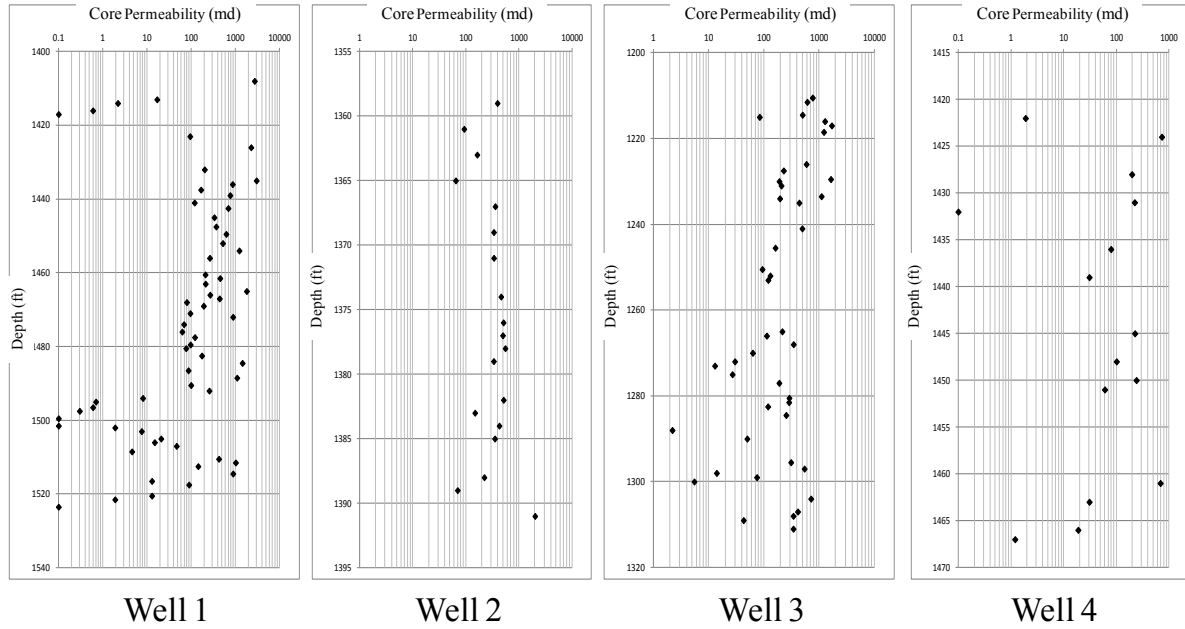 Core Permeability (md)
0.1 1 10 100 1000 10000
1400
1420
1440
1460
1480
1500
1520
1540
Depth (ft)
Well 1
Core Permeability (md)
1 10 100 1000 10000
1355
1360
1365
1370
1375
1380
1385
1390
1395
Depth (ft)
Well 2
Core Permeability (md)
1 10 100 1000 10000
1200
1220
1240
1260
1280
1300
1320
Depth (ft)
Well 3
Core Permeability (md)
0.1 1 10 100 1000
1415
1420
1425
1430
1435
1440
1445
1450
1455
1460
1465
1470
Depth (ft)
Well 4